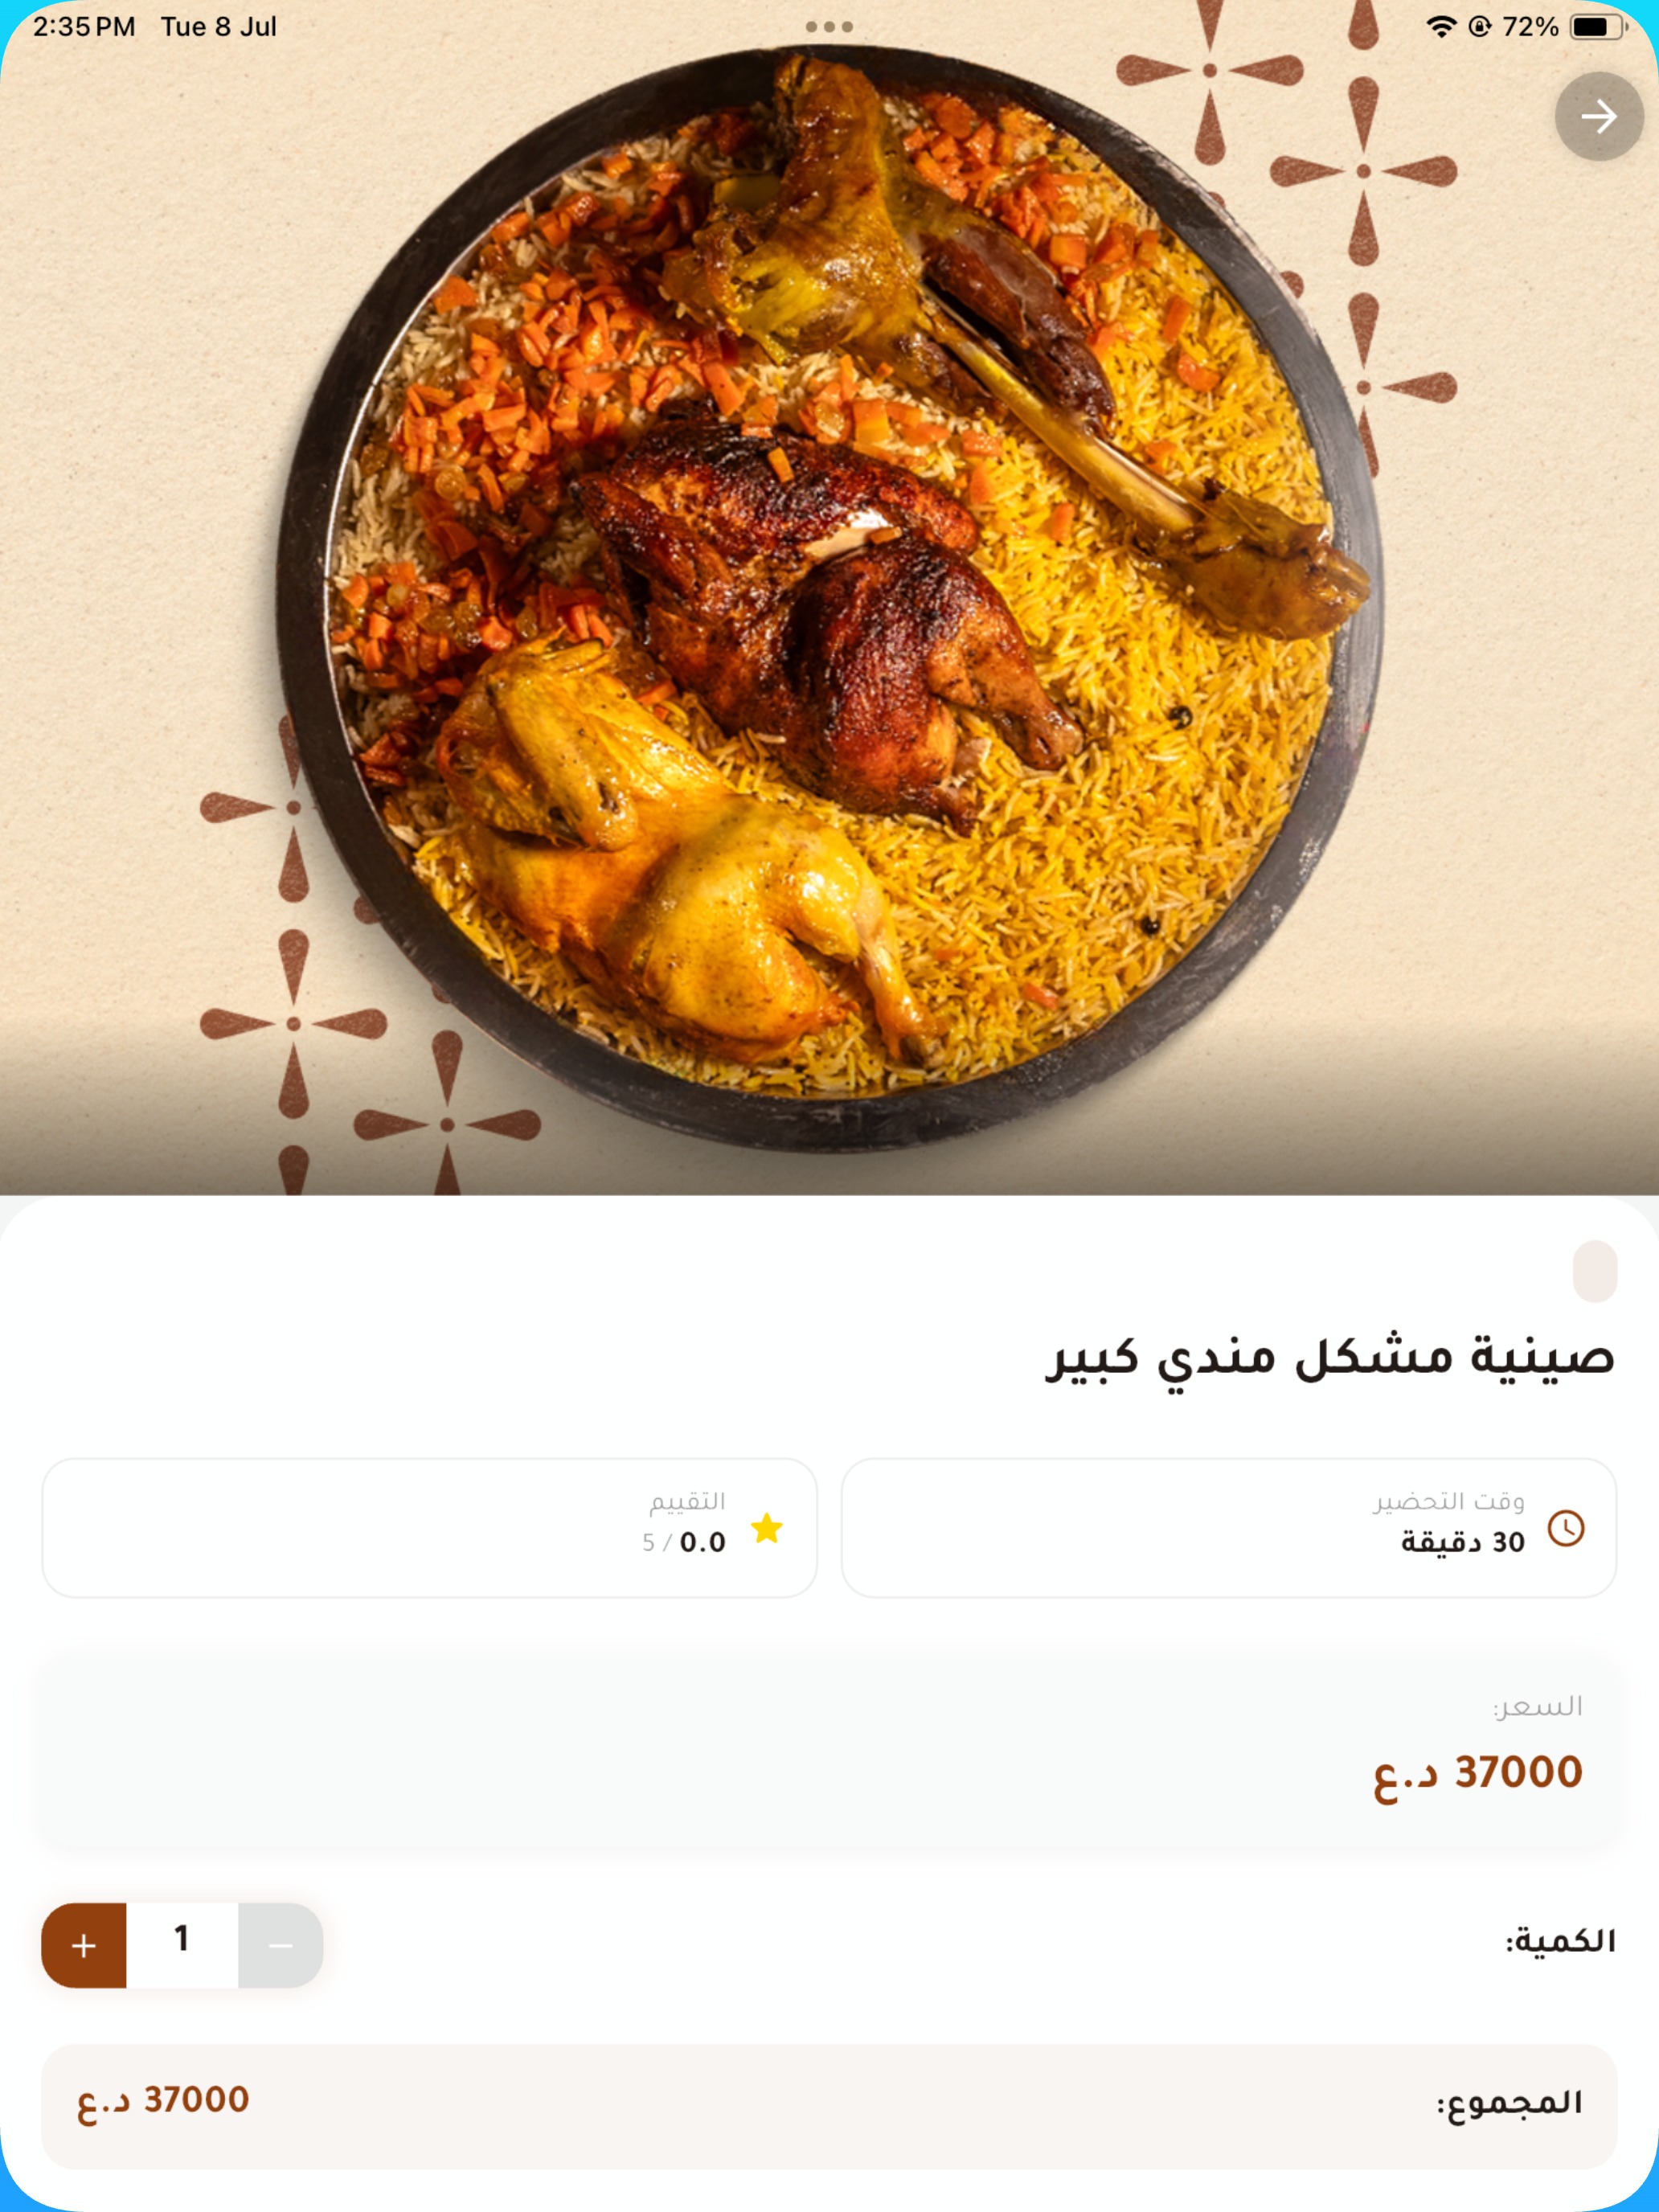 2:35 PM Tue 8 Jul
72%
صينية مشكل مندي كبير
وقت التحضير
30 دقيقة
التقييم
0.0 / 5
السعر:
37000 د.ع
الكمية:
− 1 +
المجموع:
37000 د.ع